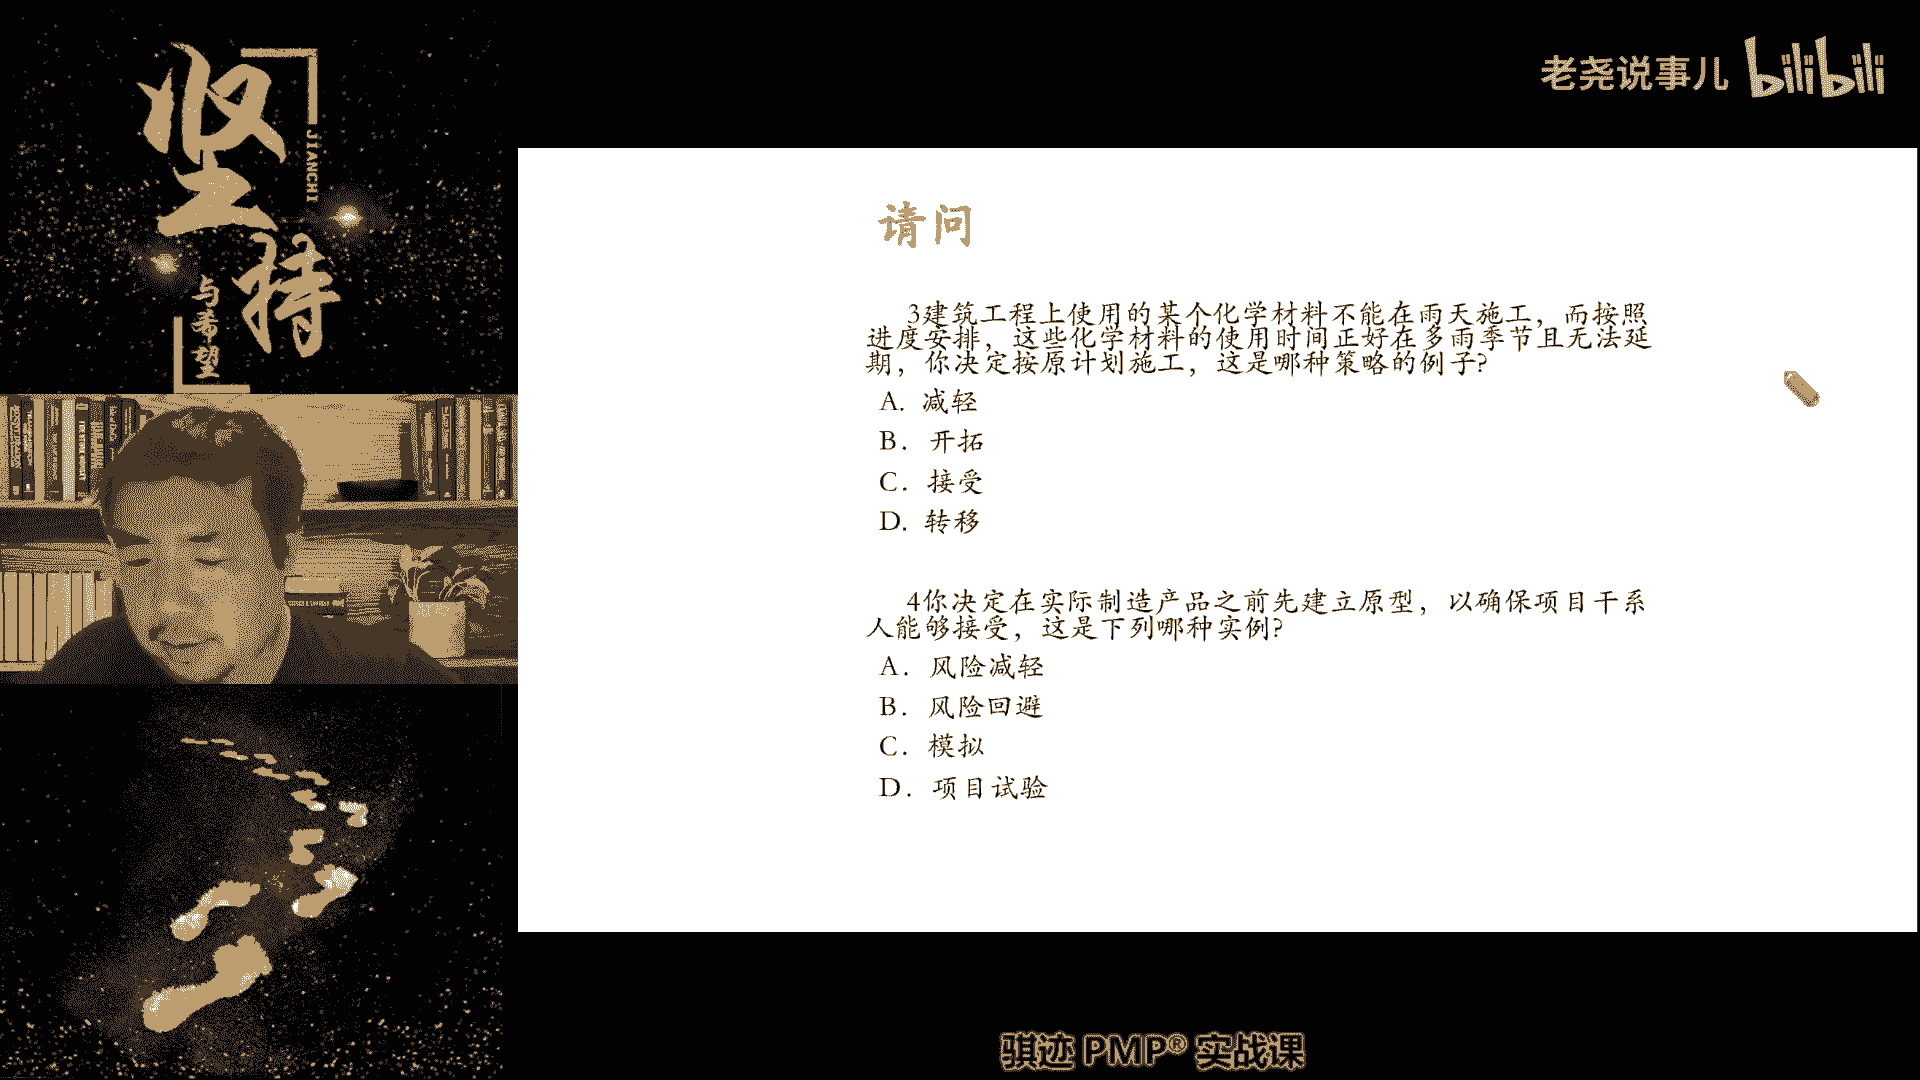 坚持
JIANCHI
与希望
老尧说事儿 bilibili
请问
3建筑工程上使用的某个化学材料不能在雨天施工，而按照
进度安排，这些化学材料的使用时间正好在多雨季节且无法延
期，你决定按原计划施工，这是哪种策略的例子?
A. 减轻
B. 开拓
C. 接受
D. 转移
4你决定在实际制造产品之前先建立原型，以确保项目干系
人能够接受，这是下列哪种实例?
A. 风险减轻
B. 风险回避
C. 模拟
D. 项目试验
骐迹 PMP® 实战课